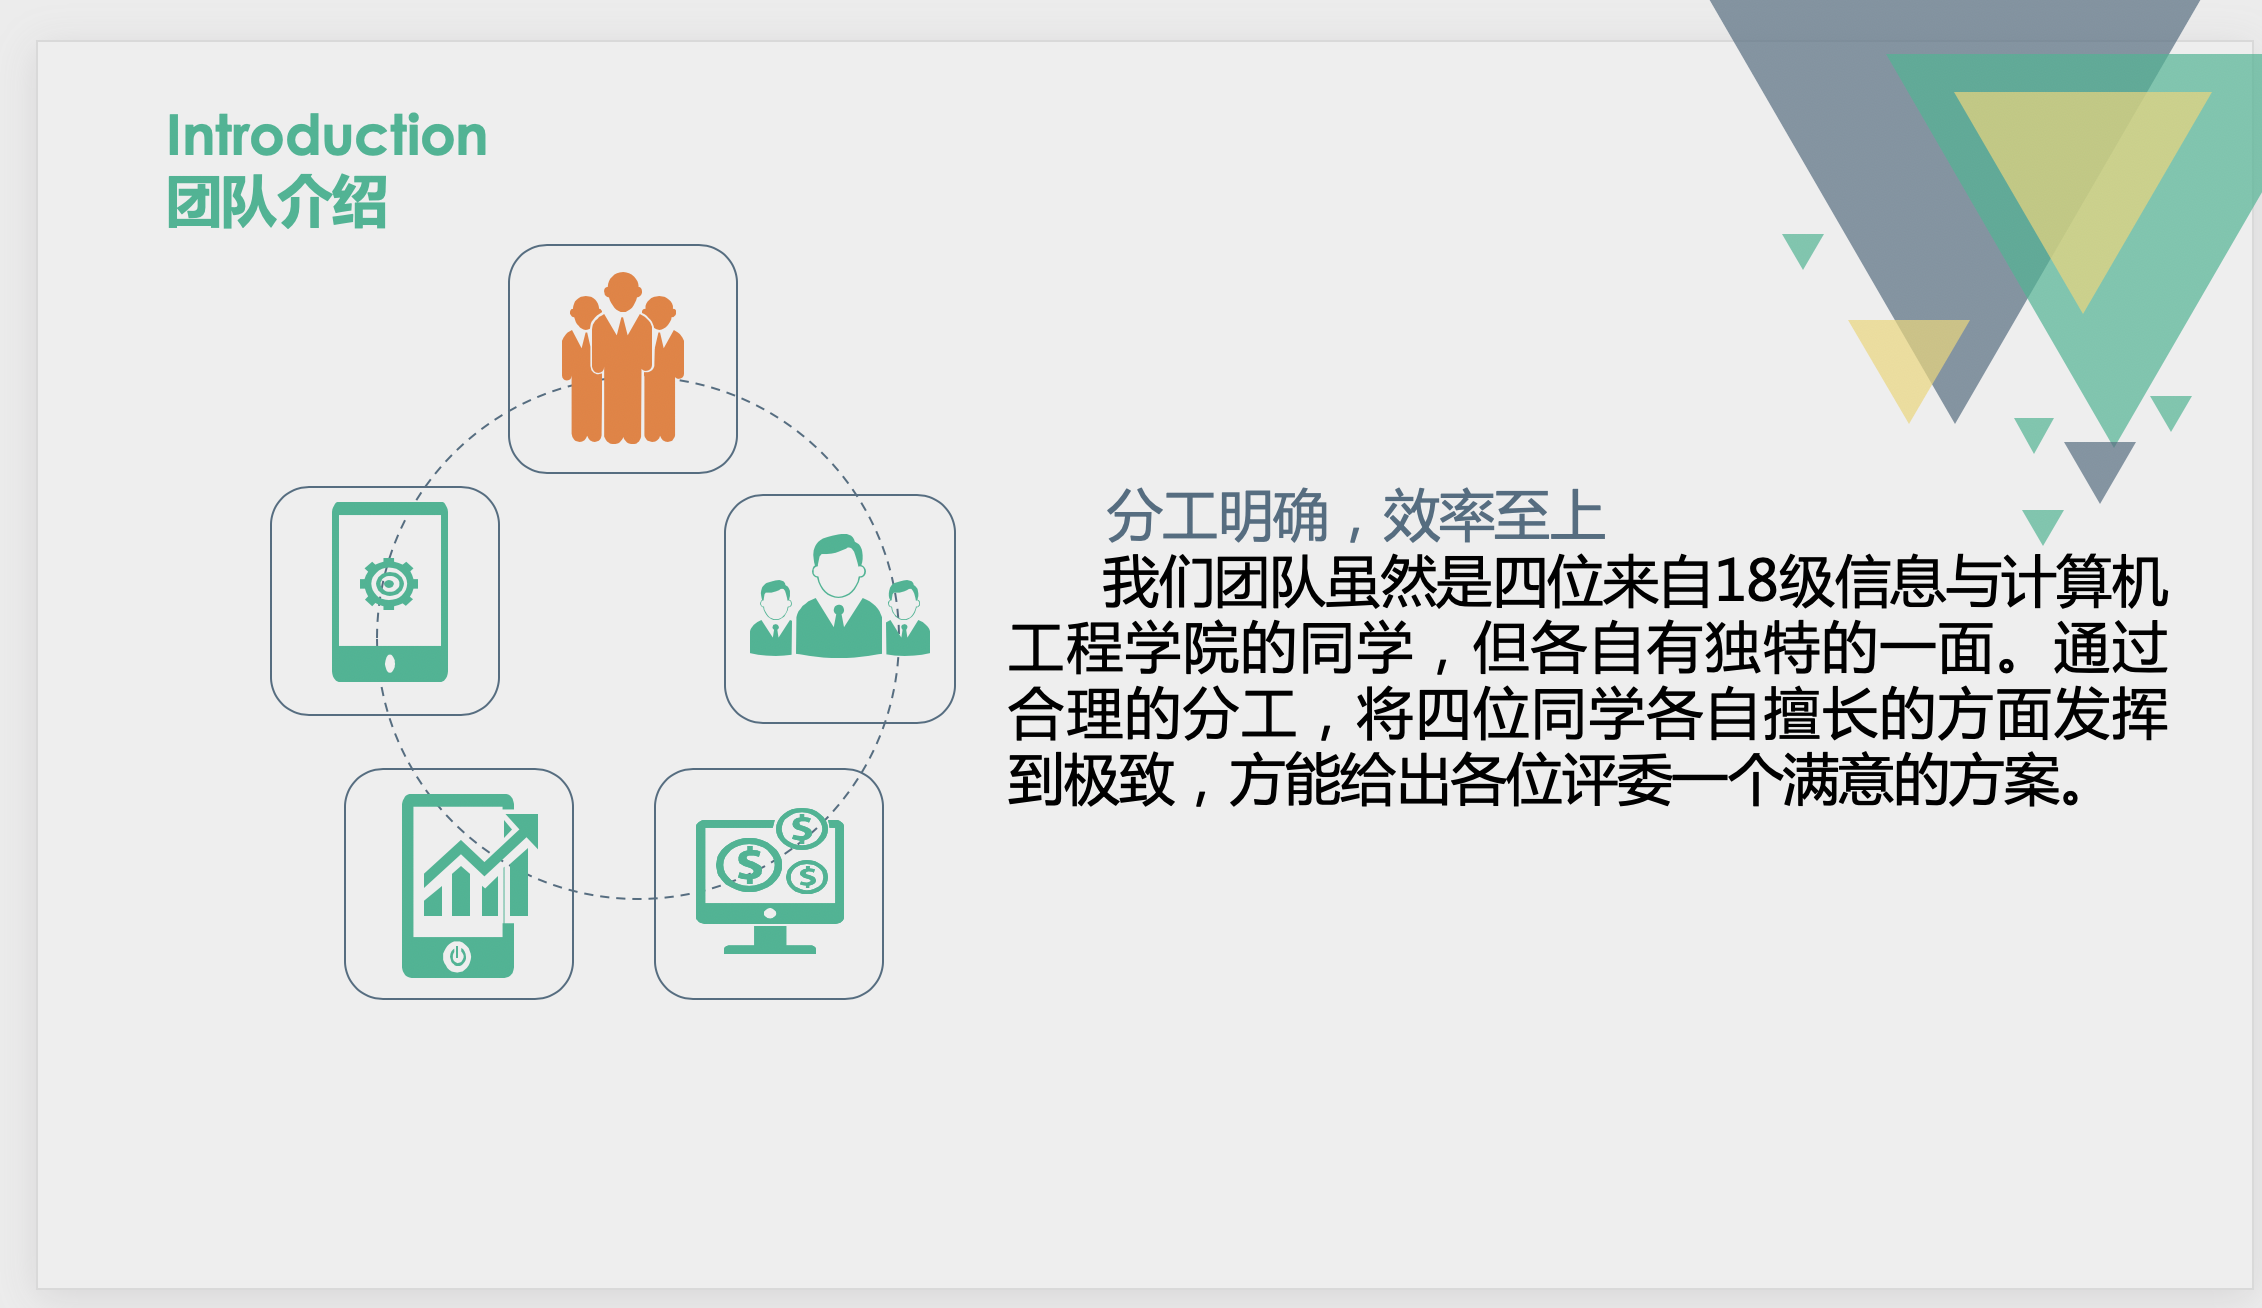 Introduction
团队介绍
分工明确，效率至上
我们团队虽然是四位来自18级信息与计算机
工程学院的同学，但各自有独特的一面。通过
合理的分工，将四位同学各自擅长的方面发挥
到极致，方能给出各位评委一个满意的方案。